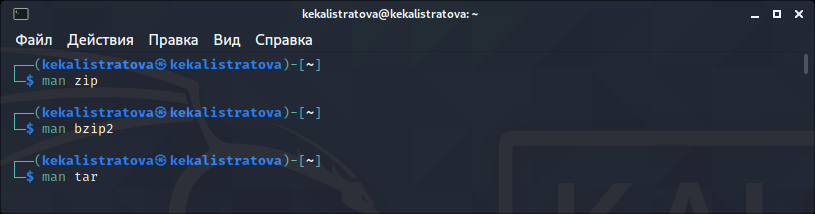 kekalistratova@kekalistratova: ~
Файл Действия Правка Вид Справка
┌──(kekalistratova㉿kekalistratova)-[~]
└─$ man zip
┌──(kekalistratova㉿kekalistratova)-[~]
└─$ man bzip2
┌──(kekalistratova㉿kekalistratova)-[~]
└─$ man tar